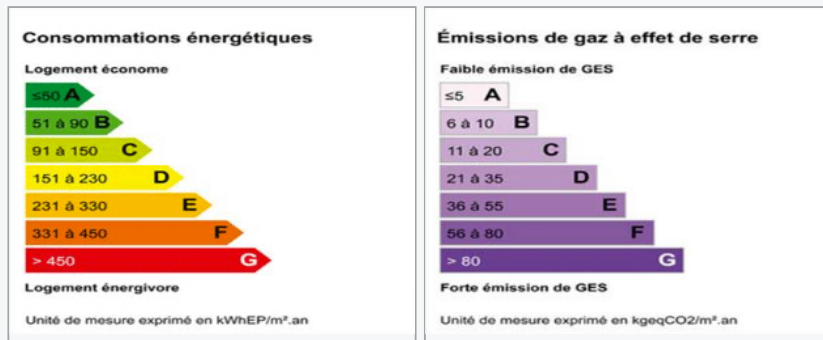 Consommations énergétiques
Logement économe
≤50 A
51 à 90 B
91 à 150 C
151 à 230 D
231 à 330 E
331 à 450 F
> 450 G
Logement énergivore
Unité de mesure exprimé en kWhEP/m².an
Émissions de gaz à effet de serre
Faible émission de GES
≤5 A
6 à 10 B
11 à 20 C
21 à 35 D
36 à 55 E
56 à 80 F
> 80 G
Forte émission de GES
Unité de mesure exprimé en kgeqCO2/m².an